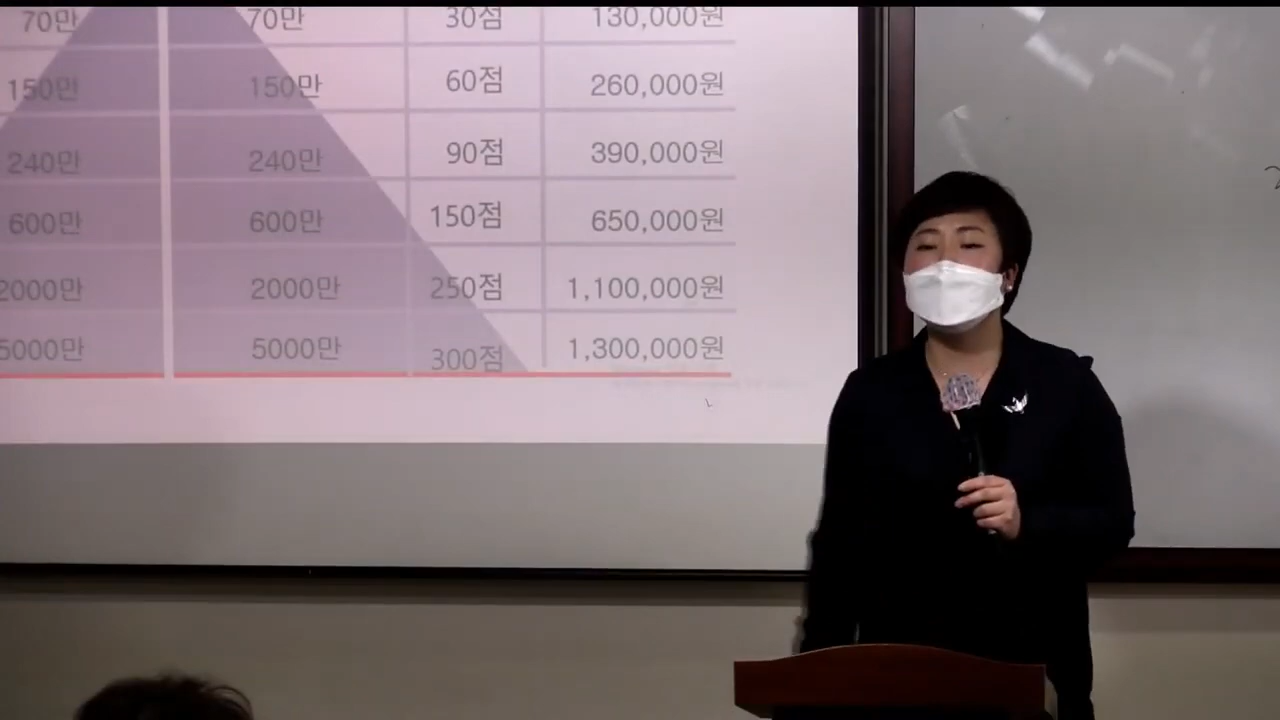 70만 70만 30점 130,000원
150만 150만 60점 260,000원
240만 240만 90점 390,000원
600만 600만 150점 650,000원
2000만 2000만 250점 1,100,000원
5000만 5000만 300점 1,300,000원